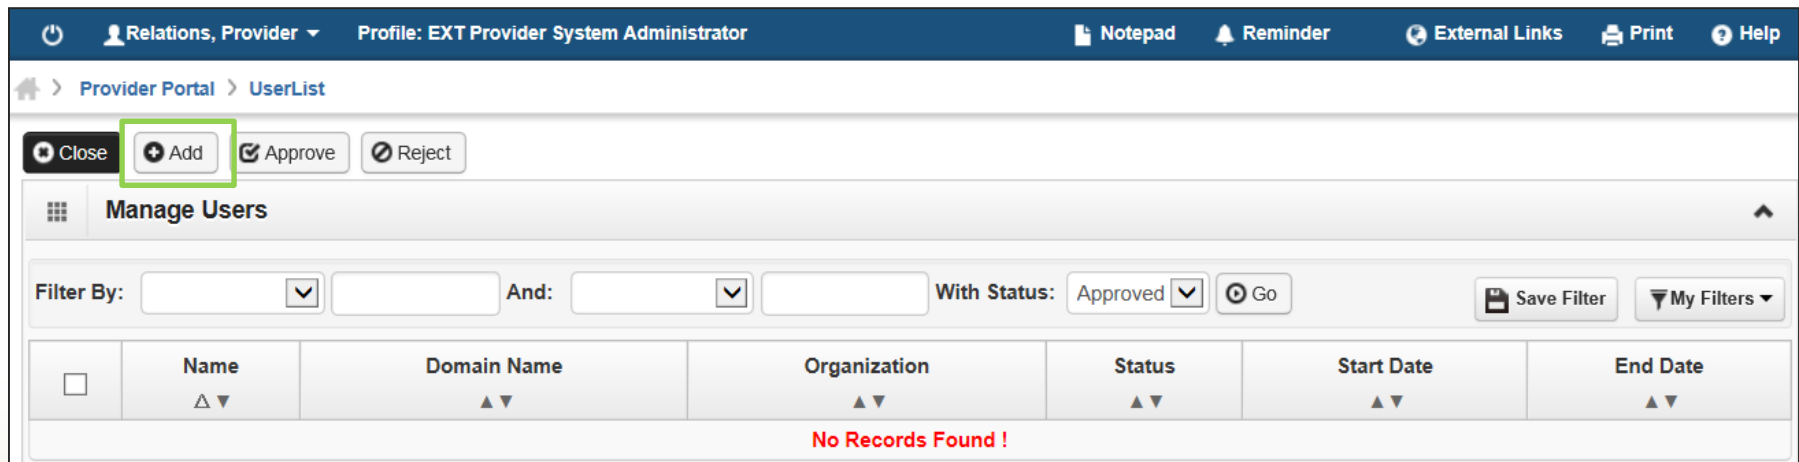 Relations, Provider Profile: EXT Provider System Administrator Notepad Reminder External Links Print Help
Provider Portal > UserList
Close Add Approve Reject
Manage Users
Filter By: And: With Status: Approved Go Save Filter My Filters
Name Domain Name Organization Status Start Date End Date
No Records Found !